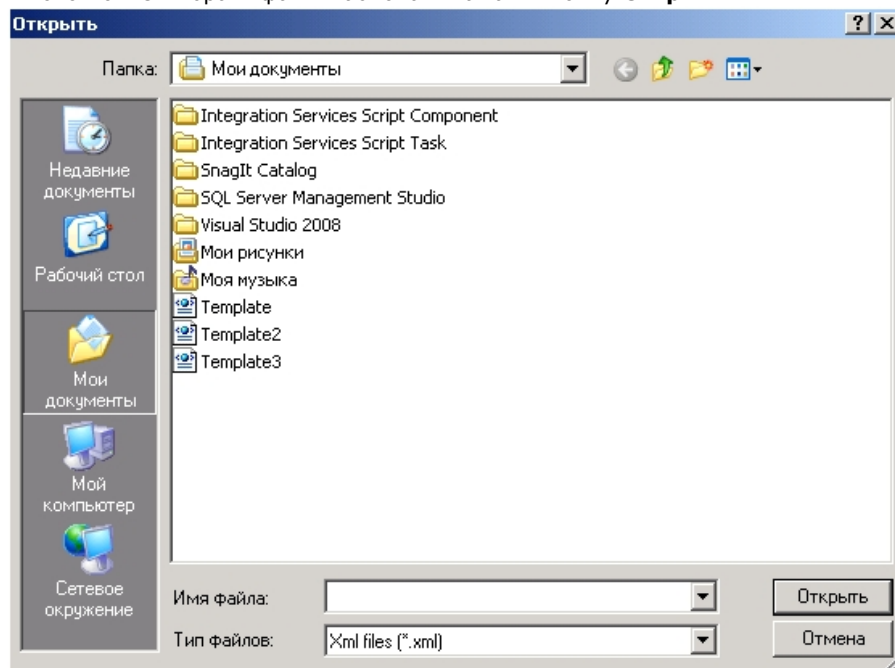 Открыть
Папка:
Мои документы
Недавние
документы
Рабочий стол
Мои
документы
Мой
компьютер
Сетевое
окружение
Integration Services Script Component
Integration Services Script Task
SnagIt Catalog
SQL Server Management Studio
Visual Studio 2008
Мои рисунки
Моя музыка
Template
Template2
Template3
Имя файла:
Открыть
Тип файлов:
Xml files (*.xml)
Отмена